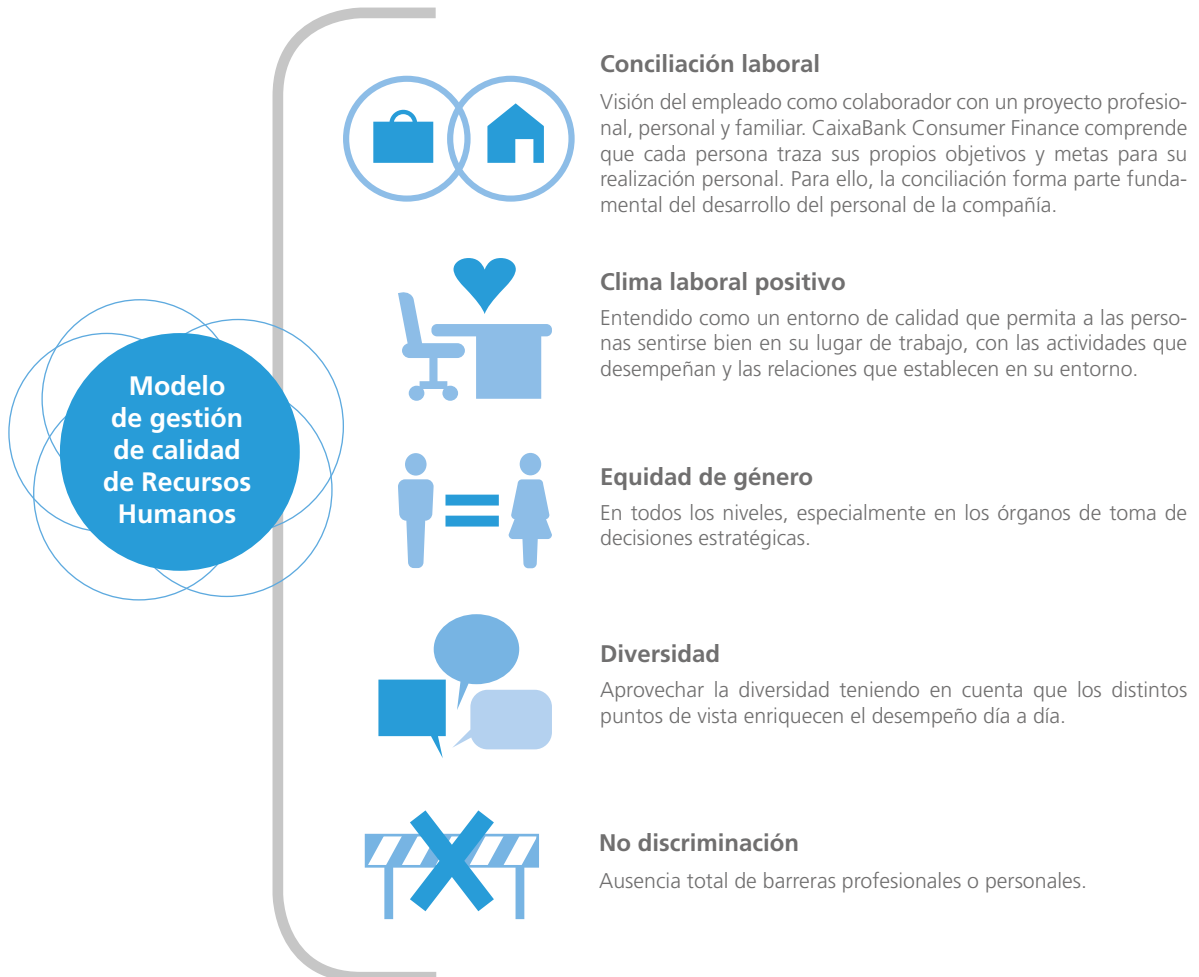 Modelo
de gestión
de calidad
de Recursos
Humanos
Conciliación laboral
Visión del empleado como colaborador con un proyecto profesio-
nal, personal y familiar. CaixaBank Consumer Finance comprende
que cada persona traza sus propios objetivos y metas para su
realización personal. Para ello, la conciliación forma parte funda-
mental del desarrollo del personal de la compañía.
Clima laboral positivo
Entendido como un entorno de calidad que permita a las perso-
nas sentirse bien en su lugar de trabajo, con las actividades que
desempeñan y las relaciones que establecen en su entorno.
Equidad de género
En todos los niveles, especialmente en los órganos de toma de
decisiones estratégicas.
Diversidad
Aprovechar la diversidad teniendo en cuenta que los distintos
puntos de vista enriquecen el desempeño día a día.
No discriminación
Ausencia total de barreras profesionales o personales.